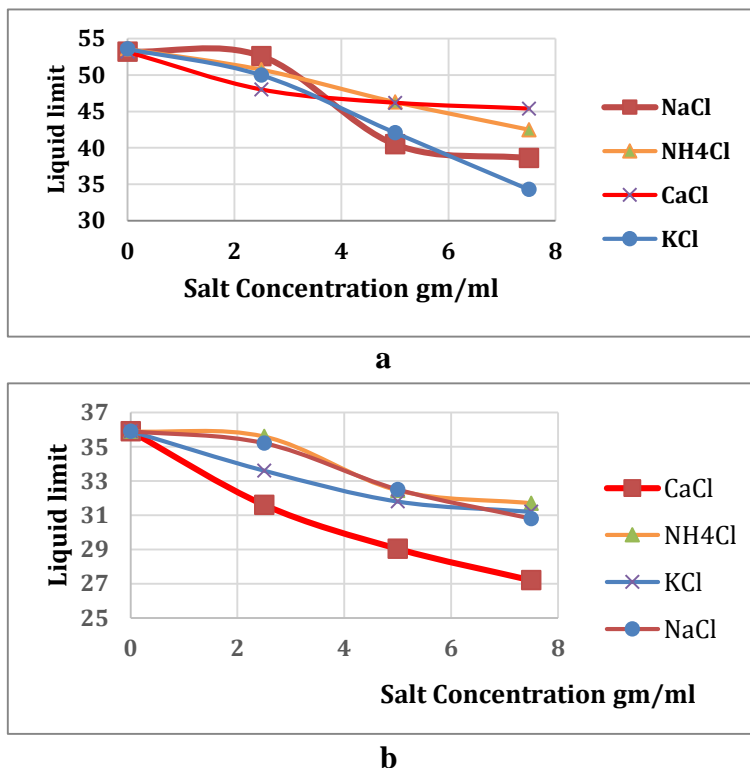 Liquid limit
55
50
45
40
35
30
0 2 4 6 8
Salt Concentration gm/ml
NaCl
NH4Cl
CaCl
KCl
a
Liquid limit
37
35
33
31
29
27
25
0 2 4 6 8
Salt Concentration gm/ml
CaCl
NH4Cl
KCl
NaCl
b